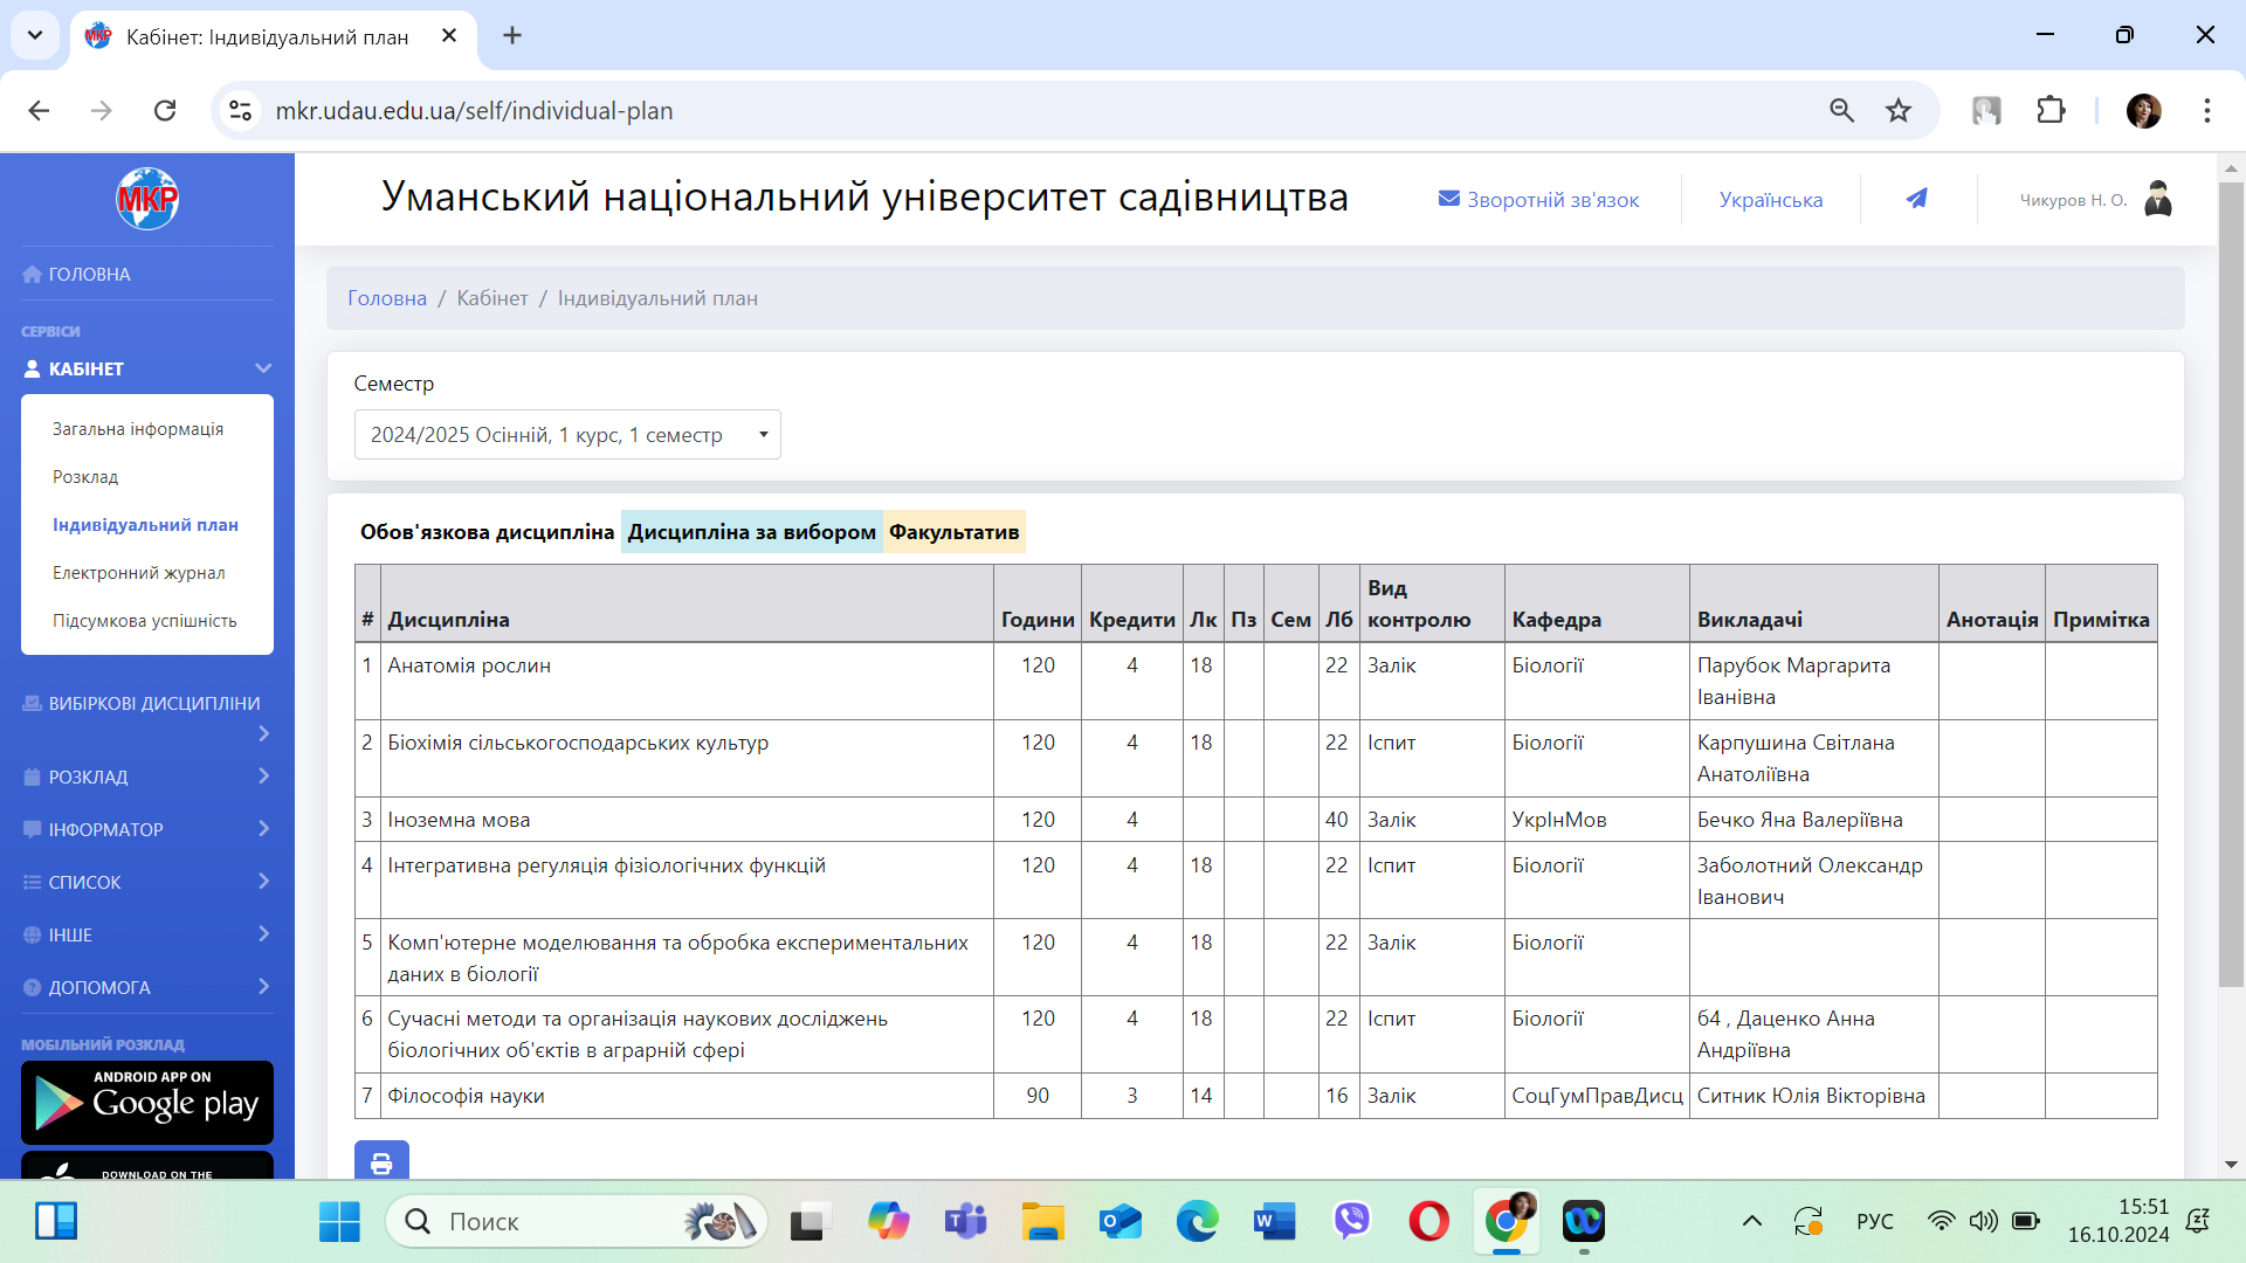 Кабінет: Індивідуальний план
mkr.udau.edu.ua/self/individual-plan
МКР
Уманський національний університет садівництва
Зворотній зв'язок
Українська
Чикуров Н. О.
ГОЛОВНА
СЕРВІСИ
КАБІНЕТ
Загальна інформація
Розклад
Індивідуальний план
Електронний журнал
Підсумкова успішність
ВИБІРКОВІ ДИСЦИПЛІНИ
РОЗКЛАД
ІНФОРМАТОР
СПИСОК
ІНШЕ
ДОПОМОГА
МОБІЛЬНИЙ РОЗКЛАД
ANDROID APP ON
Google play
DOWNLOAD ON THE
Головна / Кабінет / Індивідуальний план
Семестр
2024/2025 Осінній, 1 курс, 1 семестр
Обов'язкова дисципліна Дисципліна за вибором Факультатив
# Дисципліна Години Кредити Лк Пз Сем Лб Вид контролю Кафедра Викладачі Анотація Примітка
1 Анатомія рослин 120 4 18 22 Залік Біології Парубок Маргарита
Іванівна
2 Біохімія сільськогосподарських культур 120 4 18 22 Іспит Біології Карпушина Світлана
Анатоліївна
3 Іноземна мова 120 4 40 Залік УкрІнМов Бечко Яна Валеріївна
4 Інтегративна регуляція фізіологічних функцій 120 4 18 22 Іспит Біології Заболотний Олександр
Іванович
5 Комп'ютерне моделювання та обробка експериментальних 120 4 18 22 Залік Біології
даних в біології
6 Сучасні методи та організація наукових досліджень 120 4 18 22 Іспит Біології 64 , Даценко Анна
біологічних об'єктів в аграрній сфері Андріївна
7 Філософія науки 90 3 14 16 Залік СоцГумПравДисц Ситник Юлія Вікторівна
Поиск
РУС
15:51
16.10.2024